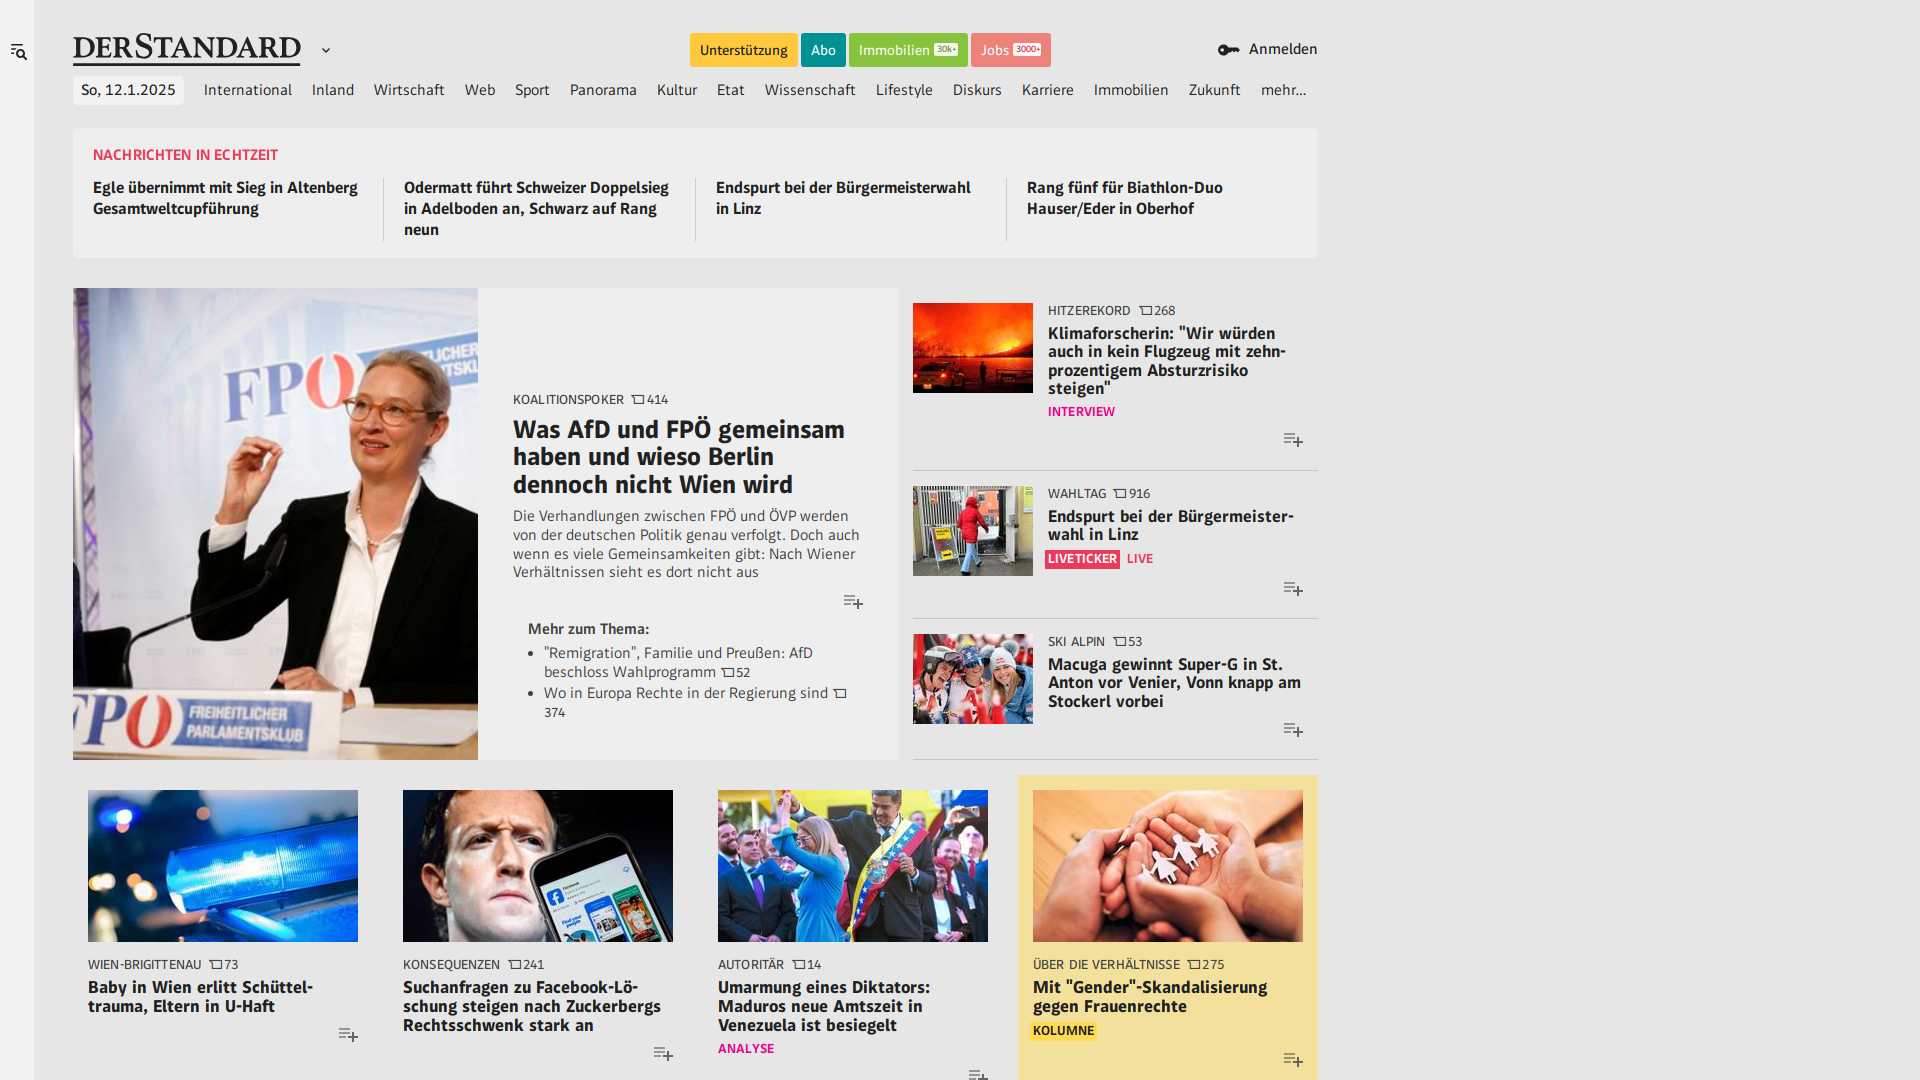 DERSTANDARD
Unterstützung
Abo
Immobilien 30k+
Jobs 3000+
Anmelden
So, 12.1.2025
International
Inland
Wirtschaft
Web
Sport
Panorama
Kultur
Etat
Wissenschaft
Lifestyle
Diskurs
Karriere
Immobilien
Zukunft
mehr...
NACHRICHTEN IN ECHTZEIT
Egle übernimmt mit Sieg in Altenberg
Gesamtweltcupführung
Odermatt führt Schweizer Doppelsieg
in Adelboden an, Schwarz auf Rang
neun
Endspurt bei der Bürgermeisterwahl
in Linz
Rang fünf für Biathlon-Duo
Hauser/Eder in Oberhof
FPÖ
FPÖ
FREIHEITLICHER
PARLAMENTSKLUB
KOALITIONSPOKER 414
Was AfD und FPÖ gemeinsam
haben und wieso Berlin
dennoch nicht Wien wird
Die Verhandlungen zwischen FPÖ und ÖVP werden
von der deutschen Politik genau verfolgt. Doch auch
wenn es viele Gemeinsamkeiten gibt: Nach Wiener
Verhältnissen sieht es dort nicht aus
Mehr zum Thema:
"Remigration", Familie und Preußen: AfD
beschloss Wahlprogramm 52
Wo in Europa Rechte in der Regierung sind
374
HITZEREKORD 268
Klimaforscherin: "Wir würden
auch in kein Flugzeug mit zehn-
prozentigem Absturzrisiko
steigen"
INTERVIEW
WAHLTAG 916
Endspurt bei der Bürgermeister-
wahl in Linz
LIVETICKER LIVE
SKI ALPIN 53
Macuga gewinnt Super-G in St.
Anton vor Venier, Vonn knapp am
Stockerl vorbei
WIEN-BRIGITTENAU 73
Baby in Wien erlitt Schüttel-
trauma, Eltern in U-Haft
KONSEQUENZEN 241
Suchanfragen zu Facebook-Lö-
schung steigen nach Zuckerbergs
Rechtsschwenk stark an
AUTORITÄR 14
Umarmung eines Diktators:
Maduros neue Amtszeit in
Venezuela ist besiegelt
ANALYSE
ÜBER DIE VERHÄLTNISSE 275
Mit "Gender"-Skandalisierung
gegen Frauenrechte
KOLUMNE